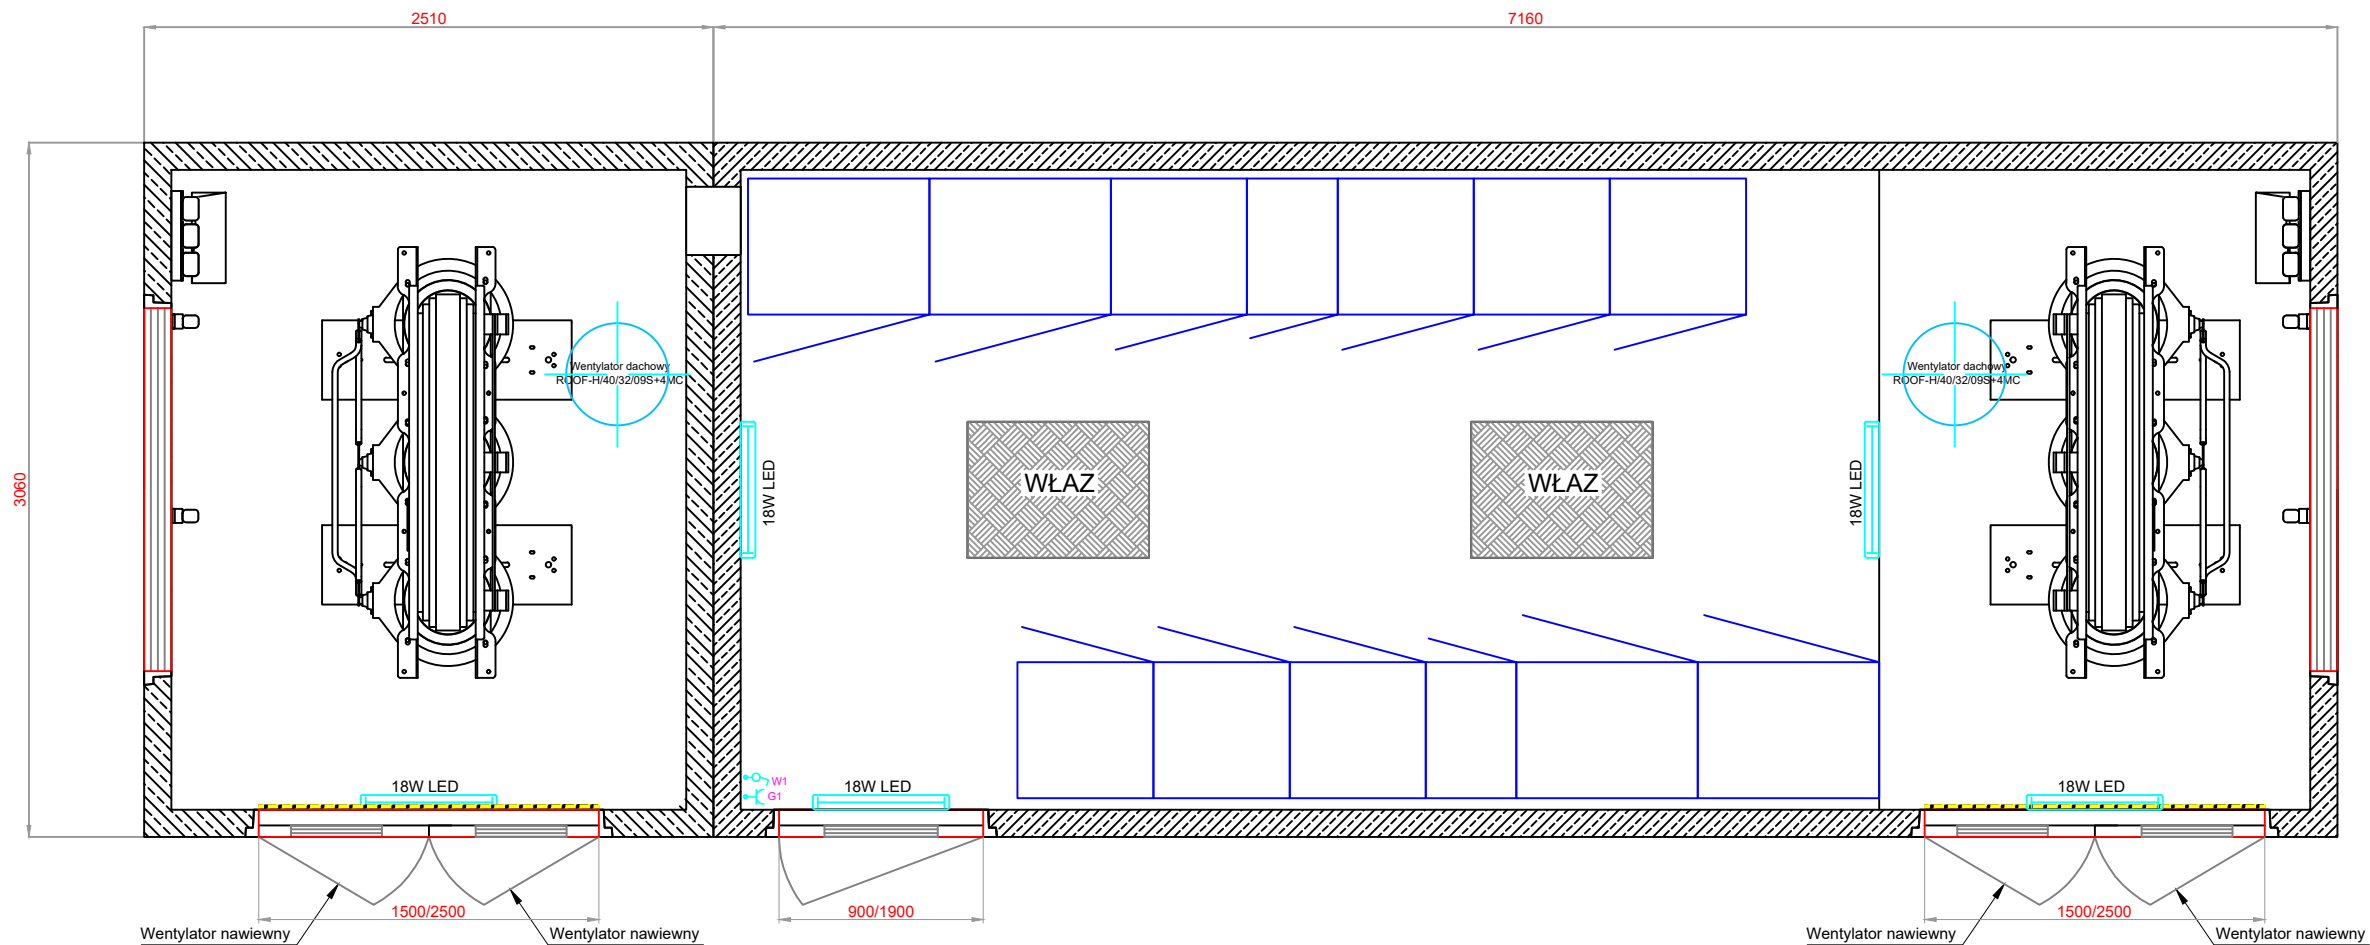 2510
7160
3060
Wentylator dachowy
ROOF-H/40/32/09S+4MC
Wentylator dachowy
ROOF-H/40/32/09S+4MC
18W LED
WŁAZ
WŁAZ
18W LED
W1
G1
18W LED
18W LED
18W LED
1500/2500
900/1900
1500/2500
Wentylator nawiewny
Wentylator nawiewny
Wentylator nawiewny
Wentylator nawiewny